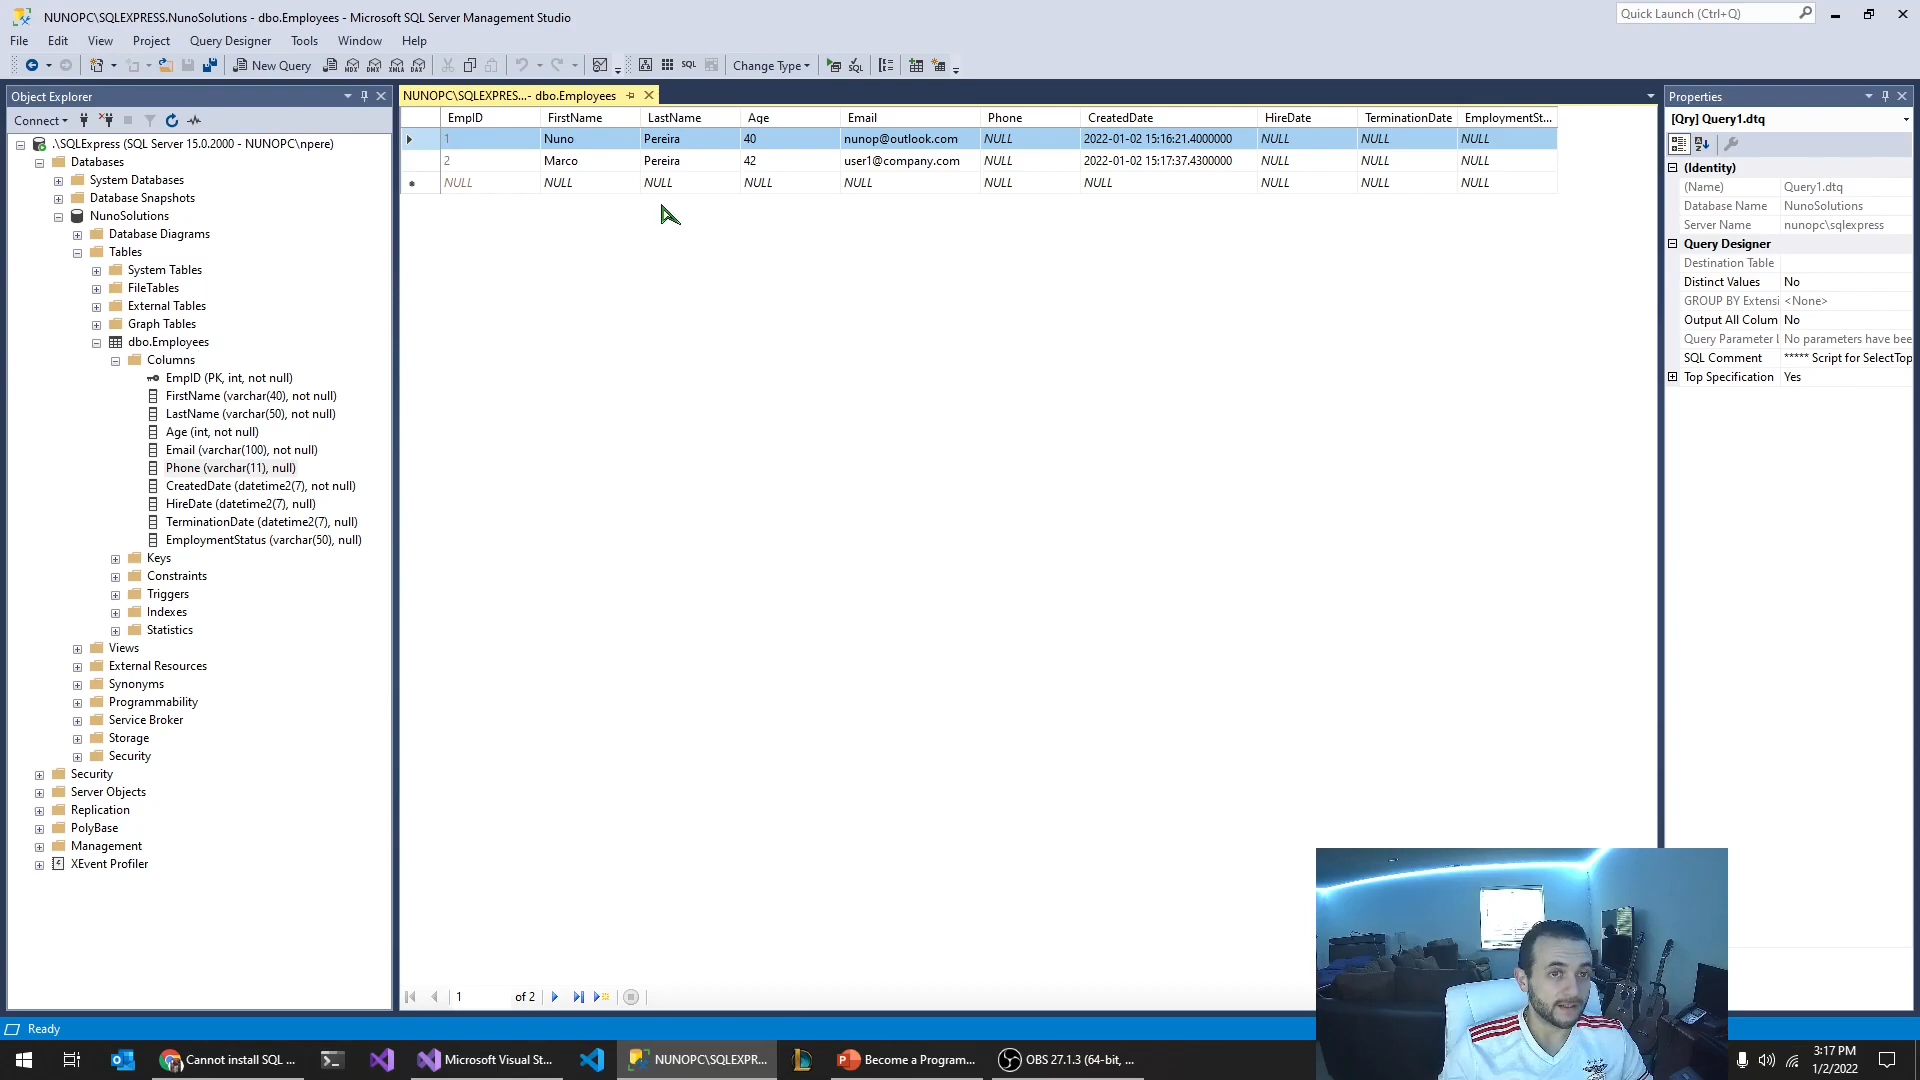 NUNOPC\SQLEXPRESS.NunoSolutions - dbo.Employees - Microsoft SQL Server Management Studio
Quick Launch (Ctrl+Q)
File Edit View Project Query Designer Tools Window Help
New Query MDX DMX XMLA DAX SQL Change Type SQL
Object Explorer
Connect
.\SQLExpress (SQL Server 15.0.2000 - NUNOPC\npere)
Databases
System Databases
Database Snapshots
NunoSolutions
Database Diagrams
Tables
System Tables
FileTables
External Tables
Graph Tables
dbo.Employees
Columns
EmpID (PK, int, not null)
FirstName (varchar(40), not null)
LastName (varchar(50), not null)
Age (int, not null)
Email (varchar(100), not null)
Phone (varchar(11), null)
CreatedDate (datetime2(7), not null)
HireDate (datetime2(7), null)
TerminationDate (datetime2(7), null)
EmploymentStatus (varchar(50), null)
Keys
Constraints
Triggers
Indexes
Statistics
Views
External Resources
Synonyms
Programmability
Service Broker
Storage
Security
Security
Server Objects
Replication
PolyBase
Management
XEvent Profiler
NUNOPC\SQLEXPRES...- dbo.Employees
EmpID FirstName LastName Age Email Phone CreatedDate HireDate TerminationDate EmploymentSt...
1 Nuno Pereira 40 nunop@outlook.com NULL 2022-01-02 15:16:21.4000000 NULL NULL NULL
2 Marco Pereira 42 user1@company.com NULL 2022-01-02 15:17:37.4300000 NULL NULL NULL
NULL NULL NULL NULL NULL NULL NULL NULL NULL NULL
1 of 2
Properties
[Qry] Query1.dtq
(Identity)
(Name) Query1.dtq
Database Name NunoSolutions
Server Name nunopc\sqlexpress
Query Designer
Destination Table
Distinct Values No
GROUP BY Extensi <None>
Output All Colum No
Query Parameter L No parameters have bee
SQL Comment ***** Script for SelectTop
Top Specification Yes
Ready
Cannot install SQL ... Microsoft Visual St... NUNOPC\SQLEXPR... Become a Program... OBS 27.1.3 (64-bit, ...
3:17 PM
1/2/2022